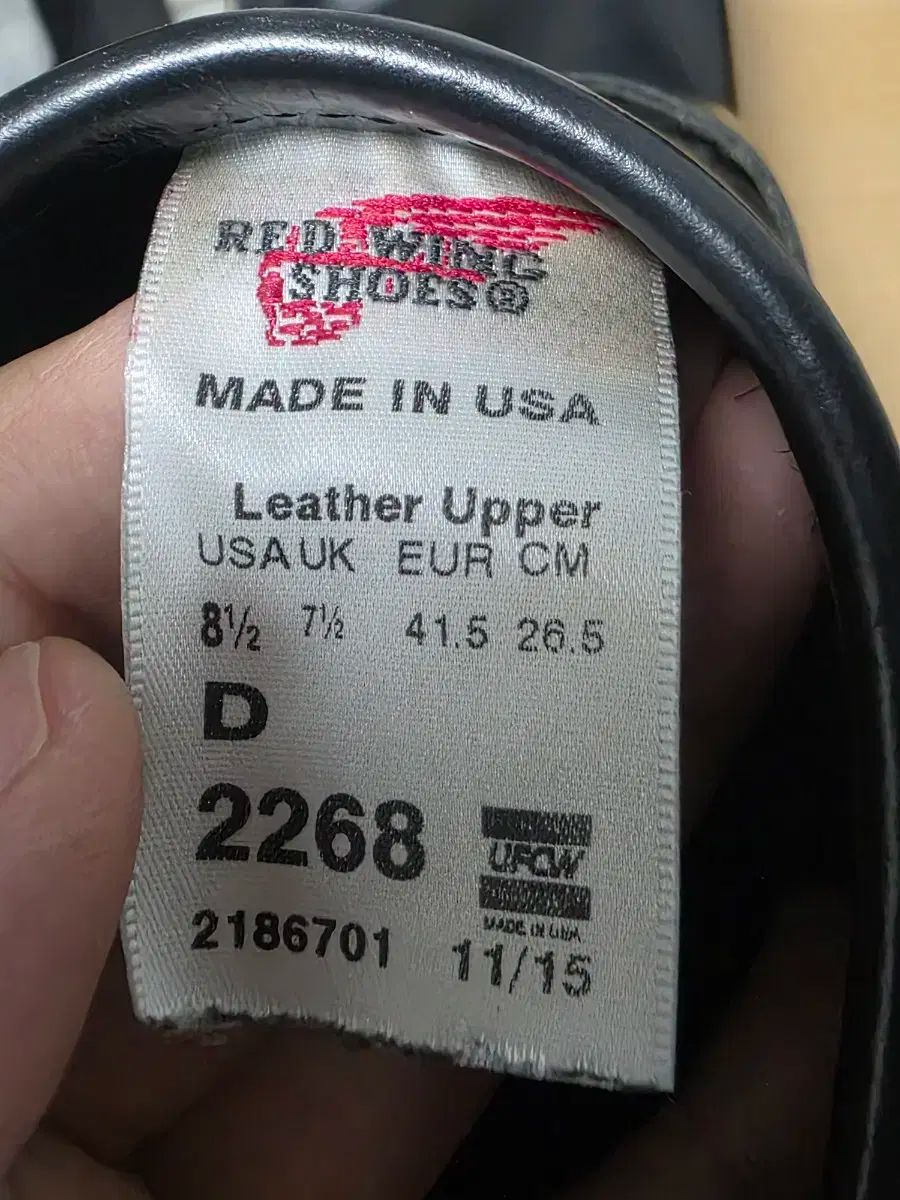 RED WING
SHOES®
MADE IN USA
Leather Upper
USA UK EUR CM
8½ 7½ 41.5 26.5
D
2268
UFCW
MADE IN USA
2186701 11/15